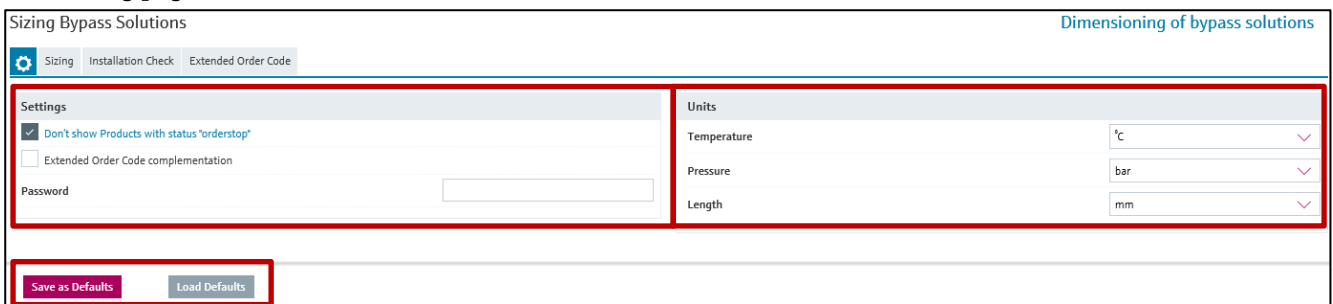 Sizing Bypass Solutions
Dimensioning of bypass solutions
Sizing Installation Check Extended Order Code
Settings
Don't show Products with status "orderstop"
Extended Order Code complementation
Password
Units
Temperature °C
Pressure bar
Length mm
Save as Defaults Load Defaults